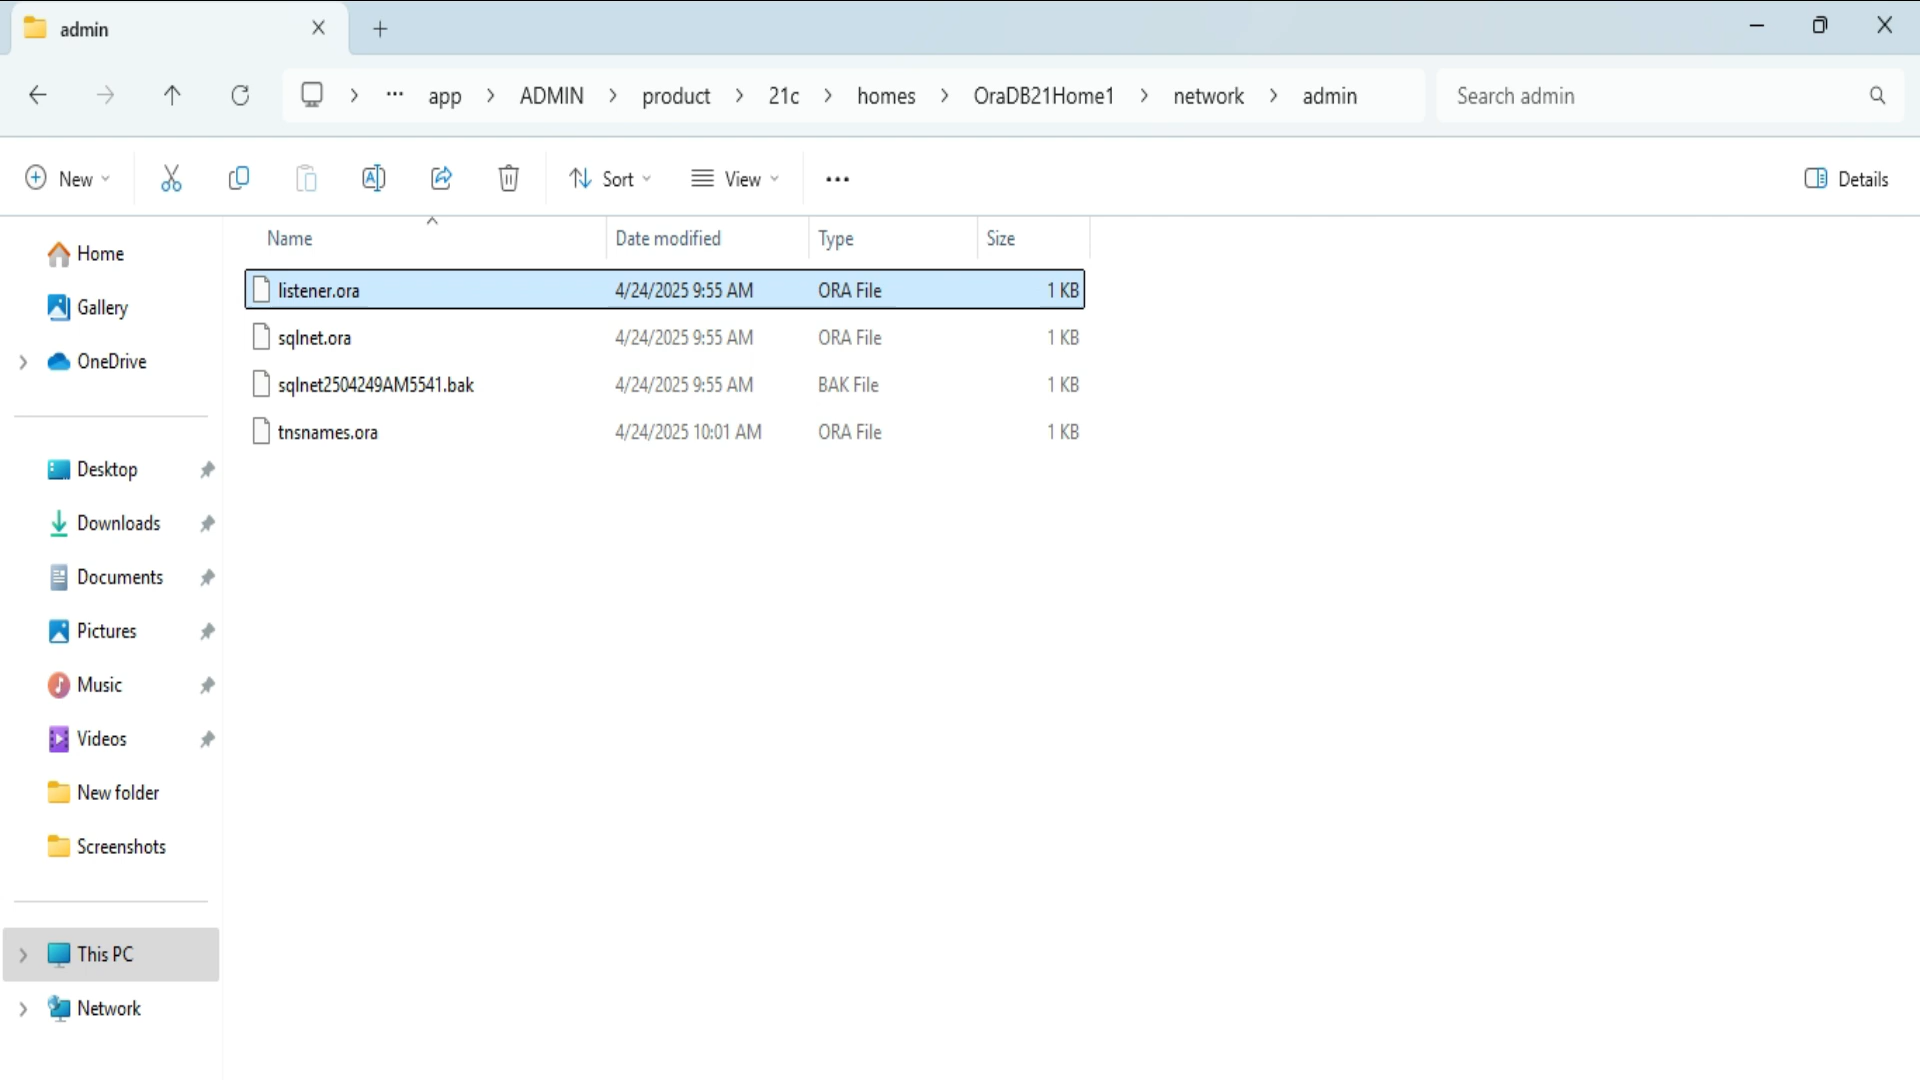 admin
app ADMIN product 21c homes OraDB21Home1 network admin
Search admin
New
Sort
View
Details
Name Date modified Type Size
listener.ora 4/24/2025 9:55 AM ORA File 1 KB
sqlnet.ora 4/24/2025 9:55 AM ORA File 1 KB
sqlnet2504249AM5541.bak 4/24/2025 9:55 AM BAK File 1 KB
tnsnames.ora 4/24/2025 10:01 AM ORA File 1 KB
Home
Gallery
OneDrive
Desktop
Downloads
Documents
Pictures
Music
Videos
New folder
Screenshots
This PC
Network